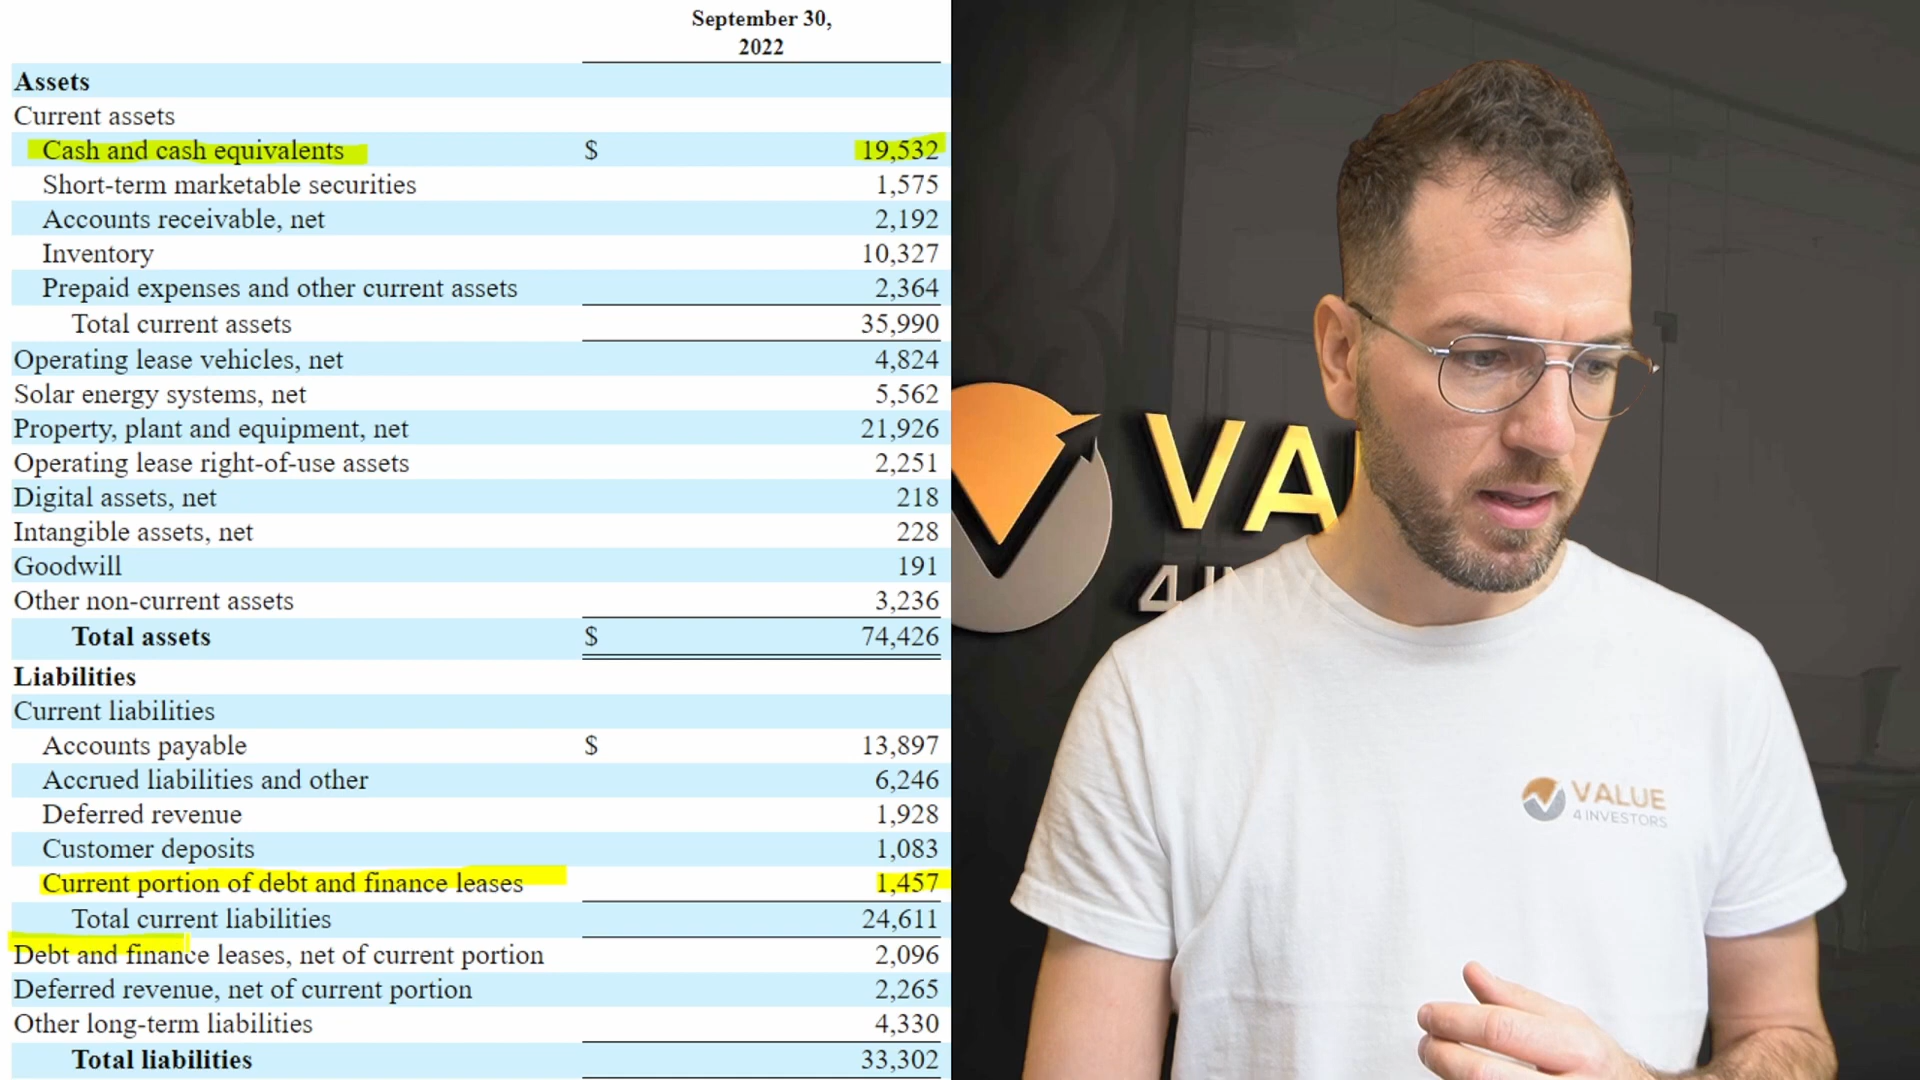 September 30,
2022
Assets
Current assets
Cash and cash equivalents $ 19,532
Short-term marketable securities 1,575
Accounts receivable, net 2,192
Inventory 10,327
Prepaid expenses and other current assets 2,364
Total current assets 35,990
Operating lease vehicles, net 4,824
Solar energy systems, net 5,562
Property, plant and equipment, net 21,926
Operating lease right-of-use assets 2,251
Digital assets, net 218
Intangible assets, net 228
Goodwill 191
Other non-current assets 3,236
Total assets $ 74,426
Liabilities
Current liabilities
Accounts payable $ 13,897
Accrued liabilities and other 6,246
Deferred revenue 1,928
Customer deposits 1,083
Current portion of debt and finance leases 1,457
Total current liabilities 24,611
Debt and finance leases, net of current portion 2,096
Deferred revenue, net of current portion 2,265
Other long-term liabilities 4,330
Total liabilities 33,302
VA
4 INV
VALUE
4 INVESTORS